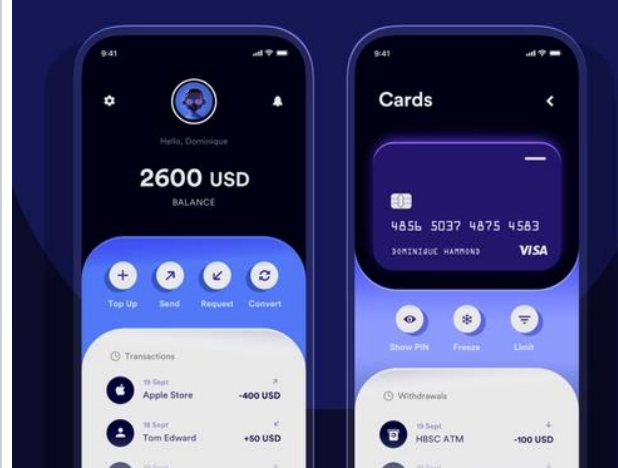 9:41
Hello, Dominique
2600 USD
BALANCE
Top Up Send Request Convert
Transactions
19 Sept
Apple Store -400 USD
18 Sept
Tom Edward +50 USD
9:41
Cards
4856 5037 4875 4583
DOMINIQUE HAMMOND VISA
Show PIN Freeze Limit
Withdrawals
19 Sept
HBSC ATM -100 USD